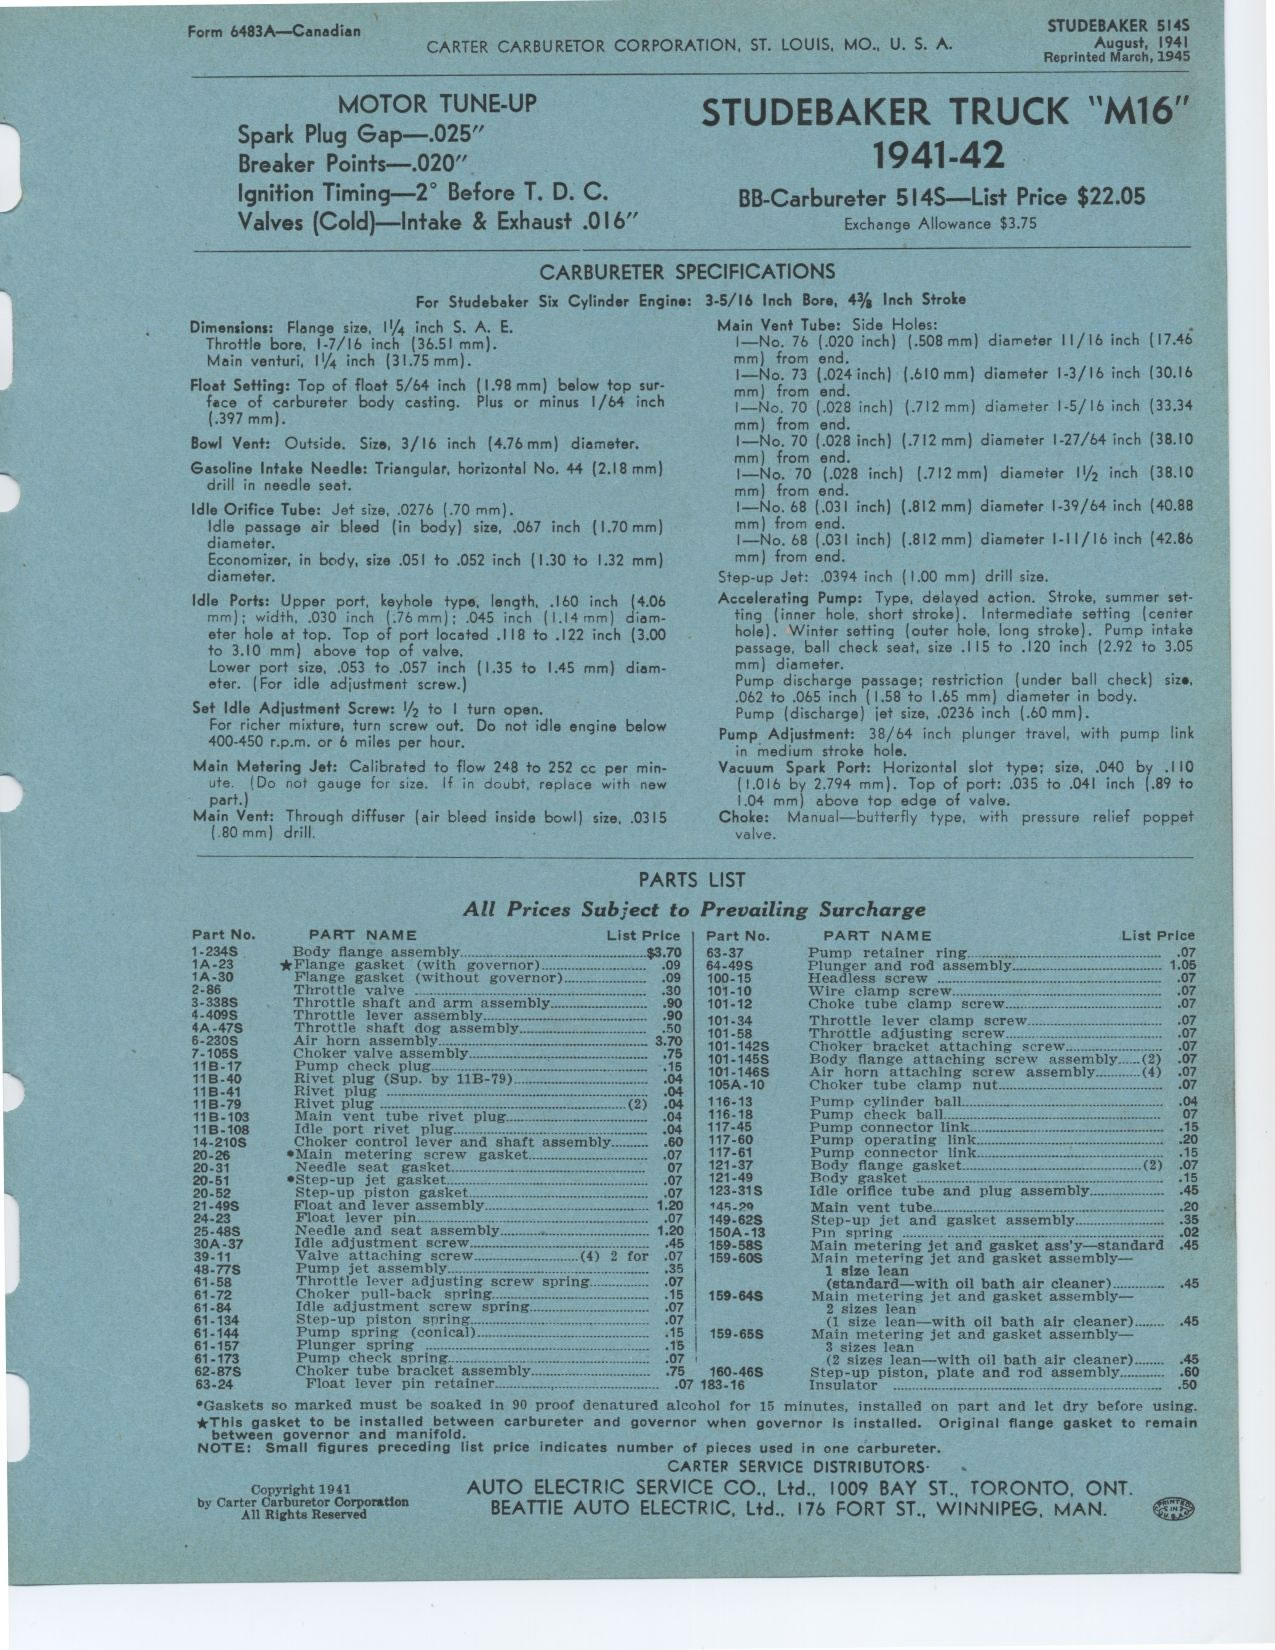 Form 6483A—Canadian
CARTER CARBURETOR CORPORATION, ST. LOUIS, MO., U. S. A.
STUDEBAKER 514S
August, 1941
Reprinted March, 1945
MOTOR TUNE-UP
Spark Plug Gap—.025″
Breaker Points—.020″
Ignition Timing—2° Before T. D. C.
Valves (Cold)—Intake & Exhaust .016″
STUDEBAKER TRUCK "M16"
1941-42
BB-Carbureter 514S—List Price $22.05
Exchange Allowance $3.75
CARBURETER SPECIFICATIONS
For Studebaker Six Cylinder Engine: 3-5/16 Inch Bore, 4⅜ Inch Stroke
Dimensions: Flange size, 1¼ inch S. A. E.
Throttle bore, 1-7/16 inch (36.51 mm).
Main venturi, 1¼ inch (31.75 mm).
Float Setting: Top of float 5/64 inch (1.98 mm) below top sur-
face of carbureter body casting. Plus or minus 1/64 inch
(.397 mm).
Bowl Vent: Outside. Size, 3/16 inch (4.76 mm) diameter.
Gasoline Intake Needle: Triangular, horizontal No. 44 (2.18 mm)
drill in needle seat.
Idle Orifice Tube: Jet size, .0276 (.70 mm).
Idle passage air bleed (in body) size, .067 inch (1.70 mm)
diameter.
Economizer, in body, size .051 to .052 inch (1.30 to 1.32 mm)
diameter.
Idle Ports: Upper port, keyhole type, length, .160 inch (4.06
mm); width, .030 inch (.76 mm); .045 inch (1.14 mm) diam-
eter hole at top. Top of port located .118 to .122 inch (3.00
to 3.10 mm) above top of valve.
Lower port size, .053 to .057 inch (1.35 to 1.45 mm) diam-
eter. (For idle adjustment screw.)
Set Idle Adjustment Screw: ½ to 1 turn open.
For richer mixture, turn screw out. Do not idle engine below
400-450 r.p.m. or 6 miles per hour.
Main Metering Jet: Calibrated to flow 248 to 252 cc per min-
ute. (Do not gauge for size. If in doubt, replace with new
part.)
Main Vent: Through diffuser (air bleed inside bowl) size, .0315
(.80 mm) drill.
Main Vent Tube: Side Holes:
1—No. 76 (.020 inch) (.508 mm) diameter 11/16 inch (17.46
mm) from end.
1—No. 73 (.024 inch) (.610 mm) diameter 1-3/16 inch (30.16
mm) from end.
1—No. 70 (.028 inch) (.712 mm) diameter 1-5/16 inch (33.34
mm) from end.
1—No. 70 (.028 inch) (.712 mm) diameter 1-27/64 inch (38.10
mm) from end.
1—No. 70 (.028 inch) (.712 mm) diameter 1½ inch (38.10
mm) from end.
1—No. 68 (.031 inch) (.812 mm) diameter 1-39/64 inch (40.88
mm) from end.
1—No. 68 (.031 inch) (.812 mm) diameter 1-11/16 inch (42.86
mm) from end.
Step-up Jet: .0394 inch (1.00 mm) drill size.
Accelerating Pump: Type, delayed action. Stroke, summer set-
ting (inner hole, short stroke). Intermediate setting (center
hole). Winter setting (outer hole, long stroke). Pump intake
passage, ball check seat, size .115 to .120 inch (2.92 to 3.05
mm) diameter.
Pump discharge passage; restriction (under ball check) size,
.062 to .065 inch (1.58 to 1.65 mm) diameter in body.
Pump (discharge) jet size, .0236 inch (.60 mm).
Pump Adjustment: 38/64 inch plunger travel, with pump link
in medium stroke hole.
Vacuum Spark Port: Horizontal slot type; size, .040 by .110
(1.016 by 2.794 mm). Top of port: .035 to .041 inch (.89 to
1.04 mm) above top edge of valve.
Choke: Manual—butterfly type, with pressure relief poppet
valve.
PARTS LIST
All Prices Subject to Prevailing Surcharge
Part No. PART NAME List Price
1-234S Body flange assembly $3.70
1A-23 ★Flange gasket (with governor) .09
1A-30 Flange gasket (without governor) .09
2-86 Throttle valve .30
3-338S Throttle shaft and arm assembly .90
4-409S Throttle lever assembly .90
4A-47S Throttle shaft dog assembly .50
6-230S Air horn assembly 3.70
7-105S Choker valve assembly .75
11B-17 Pump check plug .15
11B-40 Rivet plug (Sup. by 11B-79) .04
11B-41 Rivet plug .04
11B-79 Rivet plug (2) .04
11B-103 Main vent tube rivet plug .04
11B-108 Idle port rivet plug .04
14-210S Choker control lever and shaft assembly .60
20-26 *Main metering screw gasket .07
20-31 Needle seat gasket 07
20-51 *Step-up jet gasket .07
20-52 Step-up piston gasket .07
21-49S Float and lever assembly 1.20
24-23 Float lever pin .07
25-48S Needle and seat assembly 1.20
30A-37 Idle adjustment screw .45
39-11 Valve attaching screw (4) 2 for .07
48-77S Pump jet assembly .35
61-58 Throttle lever adjusting screw spring .07
61-72 Choker pull-back spring .15
61-84 Idle adjustment screw spring .07
61-134 Step-up piston spring .07
61-144 Pump spring (conical) .15
61-157 Plunger spring .15
61-173 Pump check spring .07
62-87S Choker tube bracket assembly .75
63-24 Float lever pin retainer .07
Part No. PART NAME List Price
63-37 Pump retainer ring .07
64-49S Plunger and rod assembly 1.05
100-15 Headless screw .07
101-10 Wire clamp screw .07
101-12 Choke tube clamp screw .07
101-34 Throttle lever clamp screw .07
101-58 Throttle adjusting screw .07
101-142S Choker bracket attaching screw .07
101-145S Body flange attaching screw assembly (2) .07
101-146S Air horn attaching screw assembly (4) .07
105A-10 Choker tube clamp nut .07
116-13 Pump cylinder ball .04
116-18 Pump check ball 07
117-45 Pump connector link .15
117-60 Pump operating link .20
117-61 Pump connector link .15
121-37 Body flange gasket (2) .07
121-49 Body gasket .15
123-31S Idle orifice tube and plug assembly .45
145-29 Main vent tube .20
149-62S Step-up jet and gasket assembly .35
150A-13 Pin spring .02
159-58S Main metering jet and gasket ass'y—standard .45
159-60S Main metering jet and gasket assembly—
1 size lean
(standard—with oil bath air cleaner) .45
159-64S Main metering jet and gasket assembly—
2 sizes lean
(1 size lean—with oil bath air cleaner) .45
159-65S Main metering jet and gasket assembly—
3 sizes lean
(2 sizes lean—with oil bath air cleaner) .45
160-46S Step-up piston, plate and rod assembly .60
183-16 Insulator .50
*Gaskets so marked must be soaked in 90 proof denatured alcohol for 15 minutes, installed on part and let dry before using.
★This gasket to be installed between carbureter and governor when governor is installed. Original flange gasket to remain
between governor and manifold.
NOTE: Small figures preceding list price indicates number of pieces used in one carbureter.
CARTER SERVICE DISTRIBUTORS
AUTO ELECTRIC SERVICE CO., Ltd., 1009 BAY ST., TORONTO, ONT.
BEATTIE AUTO ELECTRIC, Ltd., 176 FORT ST., WINNIPEG, MAN.
Copyright 1941
by Carter Carburetor Corporation
All Rights Reserved
PRINTED
IN
U.S.A.